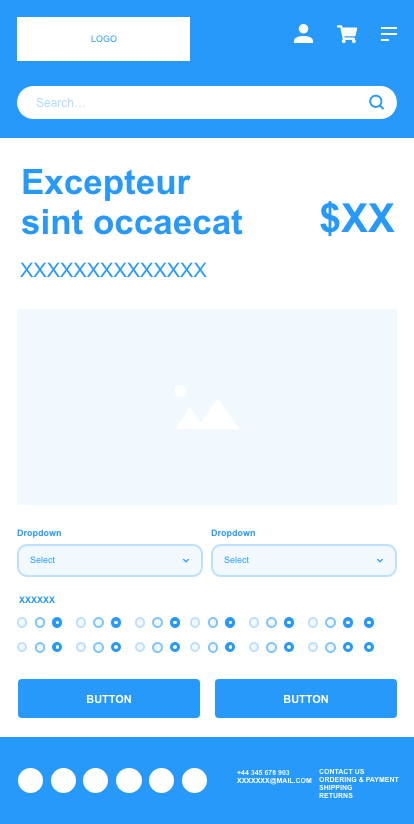 LOGO
Search...
Excepteur
sint occaecat
$XX
XXXXXXXXXXXXXX
Dropdown
Dropdown
Select
Select
XXXXXX
BUTTON
BUTTON
+44 345 678 903
XXXXXXX@MAIL.COM
CONTACT US
ORDERING & PAYMENT
SHIPPING
RETURNS